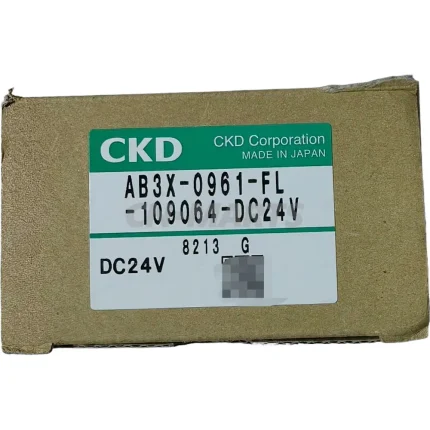 CKD
CKD Corporation
MADE IN JAPAN
AB3X-0961-FL
-109064-DC24V
8213 G
DC24V